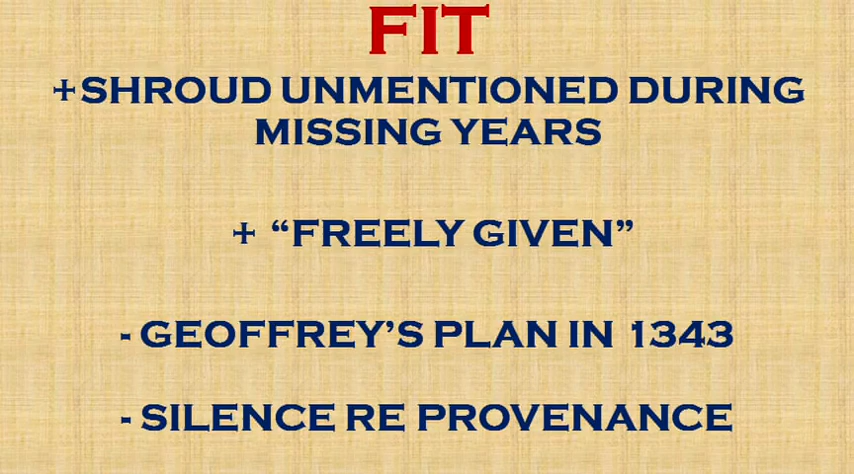 FIT
+SHROUD UNMENTIONED DURING
MISSING YEARS
+ “FREELY GIVEN”
- GEOFFREY’S PLAN IN 1343
- SILENCE RE PROVENANCE